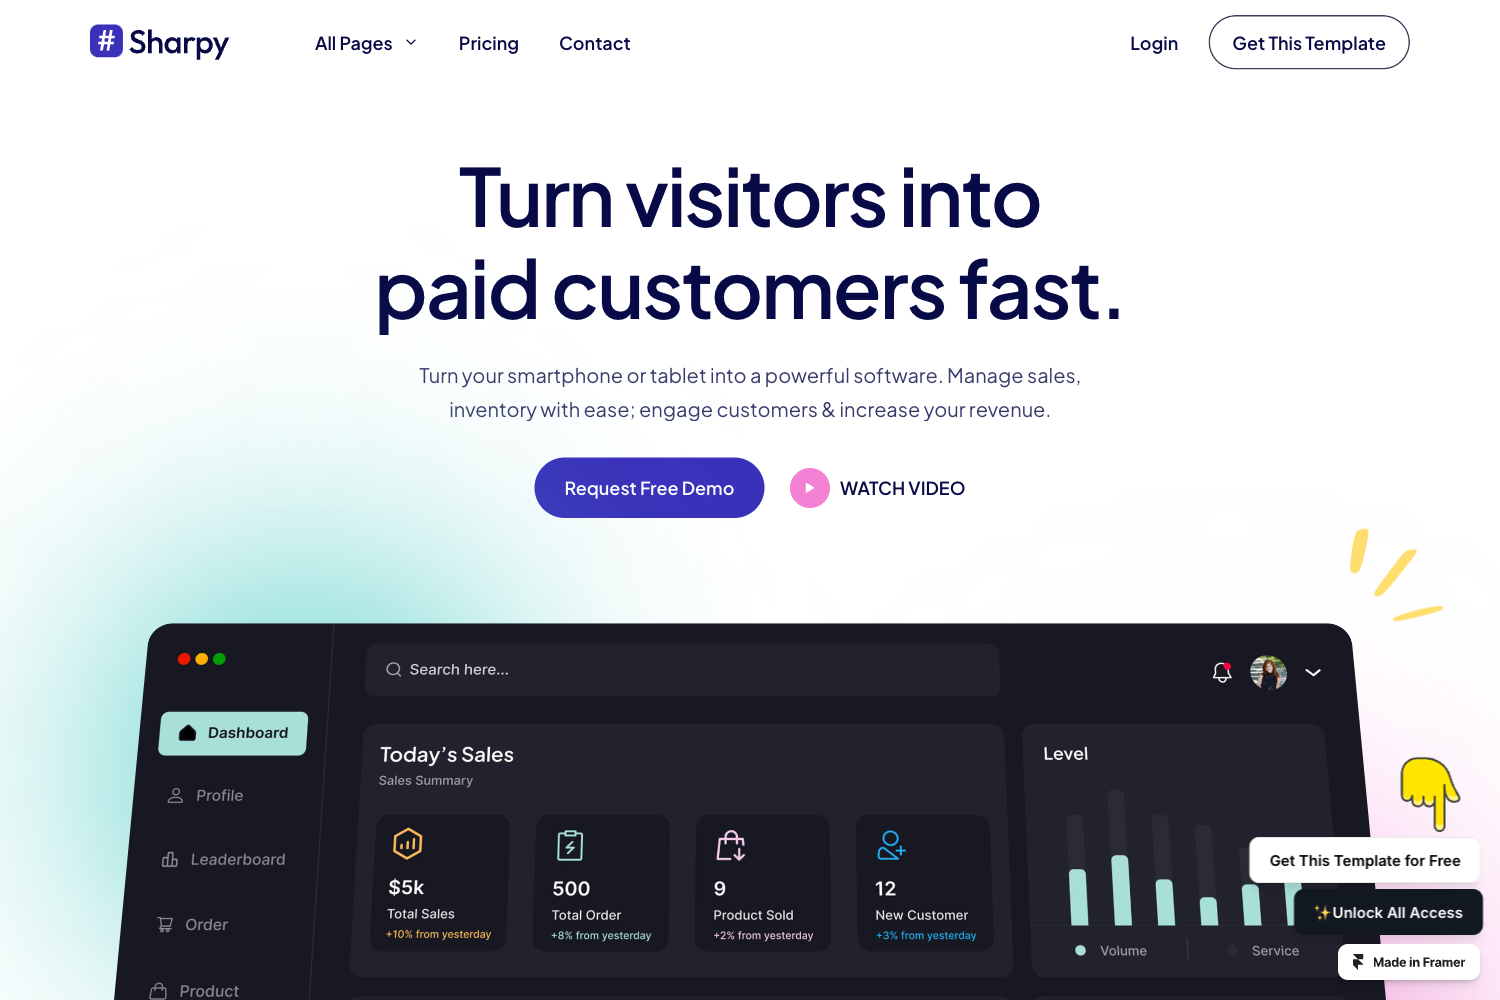 # Sharpy
All Pages
Pricing
Contact
Login
Get This Template
Turn visitors into
paid customers fast.
Turn your smartphone or tablet into a powerful software. Manage sales,
inventory with ease; engage customers & increase your revenue.
Request Free Demo
WATCH VIDEO
Search here...
Dashboard
Profile
Leaderboard
Order
Product
Today's Sales
Sales Summary
$5k
Total Sales
+10% from yesterday
500
Total Order
+8% from yesterday
9
Product Sold
+2% from yesterday
12
New Customer
+3% from yesterday
Level
Volume
Service
Get This Template for Free
✨Unlock All Access
Made in Framer